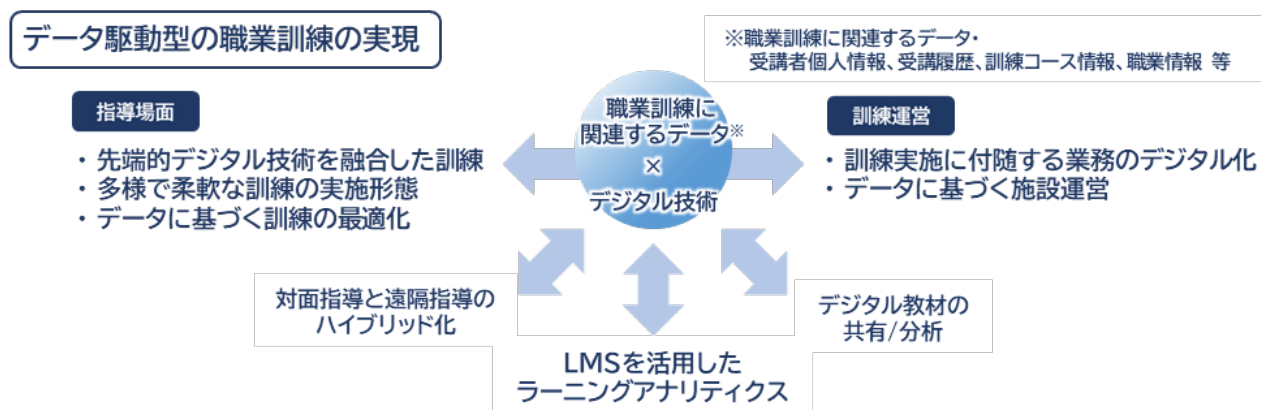 データ駆動型の職業訓練の実現
※職業訓練に関連するデータ・
受講者個人情報、受講履歴、訓練コース情報、職業情報 等
指導場面
・先端的デジタル技術を融合した訓練
・多様で柔軟な訓練の実施形態
・データに基づく訓練の最適化
職業訓練に
関連するデータ※
×
デジタル技術
訓練運営
・訓練実施に付随する業務のデジタル化
・データに基づく施設運営
対面指導と遠隔指導の
ハイブリッド化
LMSを活用した
ラーニングアナリティクス
デジタル教材の
共有/分析